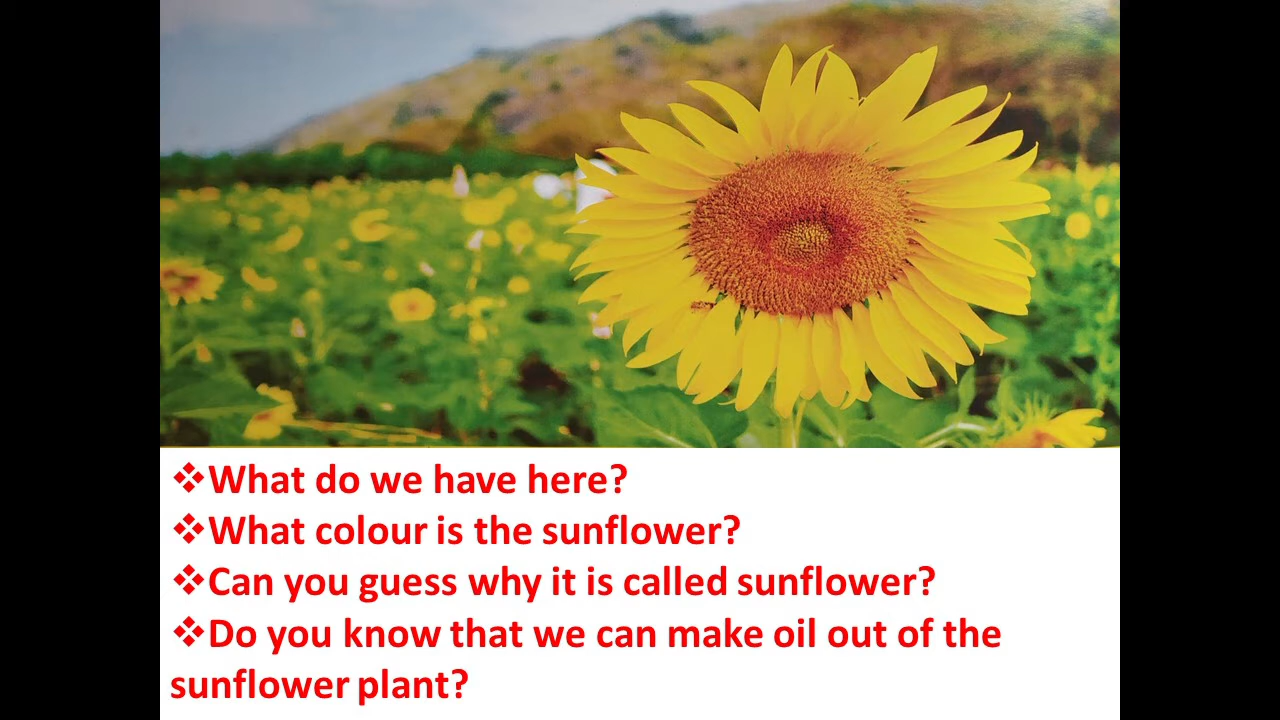 ❖What do we have here?
❖What colour is the sunflower?
❖Can you guess why it is called sunflower?
❖Do you know that we can make oil out of the
sunflower plant?